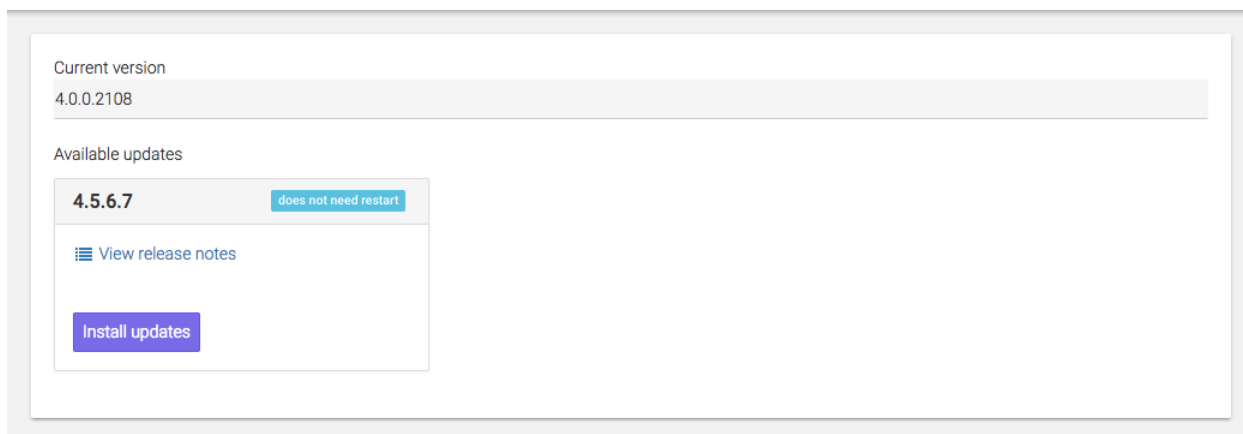 Current version
4.0.0.2108
Available updates
4.5.6.7 does not need restart
View release notes
Install updates